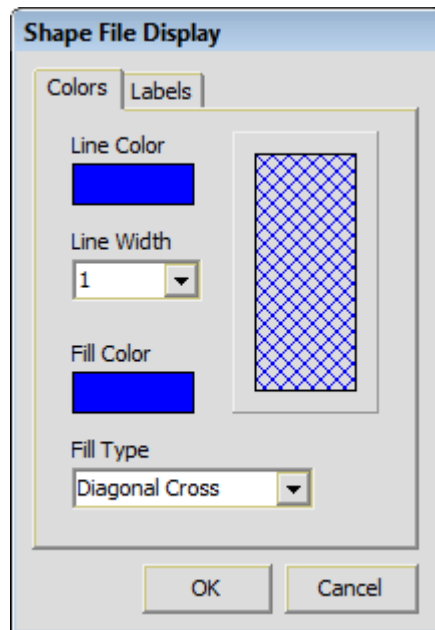 Shape File Display
Colors Labels
Line Color
Line Width
1
Fill Color
Fill Type
Diagonal Cross
OK Cancel